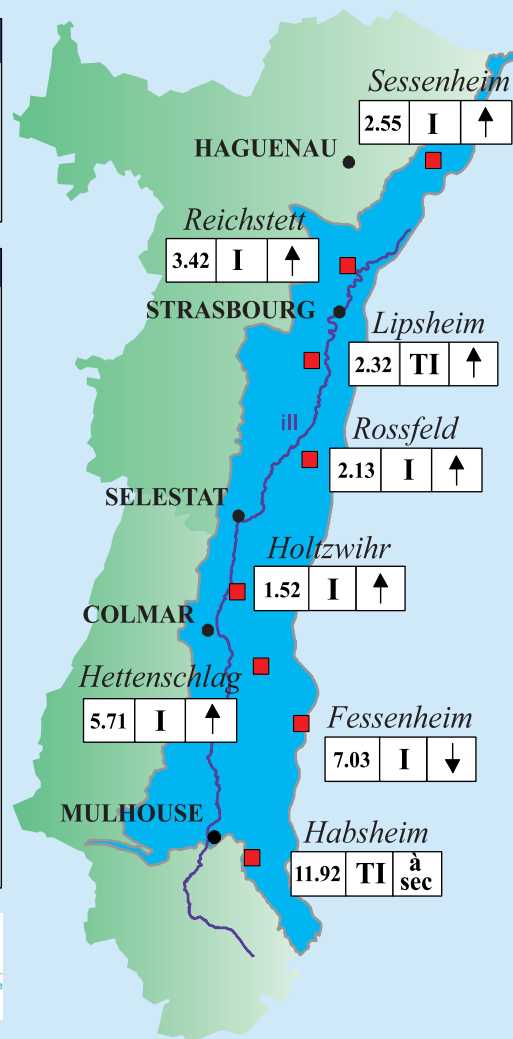 Sessenheim
2.55 I ↑
HAGUENAU
Reichstett
3.42 I ↑
STRASBOURG
Lipsheim
2.32 TI ↑
ill
Rossfeld
2.13 I ↑
SELESTAT
Holtzwihr
1.52 I ↑
COLMAR
Hettenschlag
5.71 I ↑
Fessenheim
7.03 I ↓
MULHOUSE
Habsheim
11.92 TI à sec